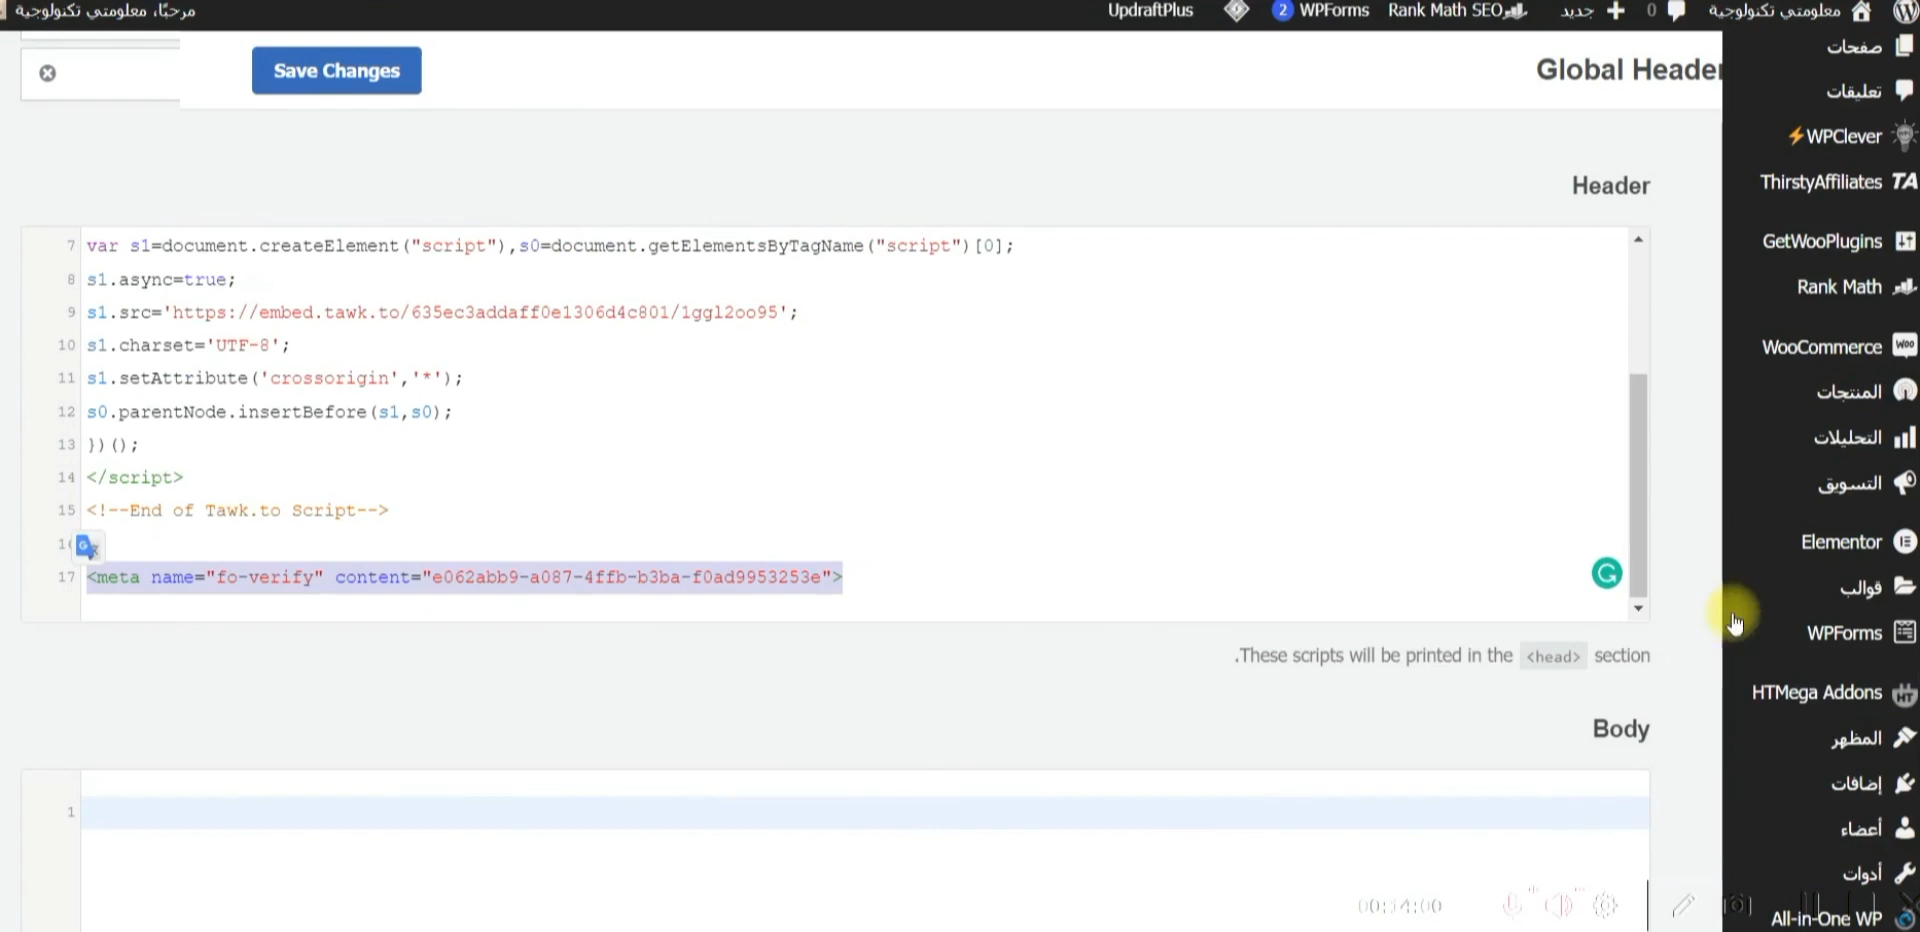 معلومتي تكنولوجية
0
جديد
Rank Math SEO
WPForms 2
UpdraftPlus
مرحبًا، معلومتي تكنولوجية
صفحات
تعليقات
WPClever⚡
ThirstyAffiliates
GetWooPlugins
Rank Math
WooCommerce
المنتجات
التحليلات
التسويق
Elementor
قوالب
WPForms
HTMega Addons
المظهر
إضافات
أعضاء
أدوات
All-in-One WP
Global Header
Save Changes
Header
7 var s1=document.createElement("script"),s0=document.getElementsByTagName("script")[0];
8 s1.async=true;
9 s1.src='https://embed.tawk.to/635ec3addaff0e1306d4c801/1ggl2oo95';
10 s1.charset='UTF-8';
11 s1.setAttribute('crossorigin','*');
12 s0.parentNode.insertBefore(s1,s0);
13 })();
14 </script>
15 <!--End of Tawk.to Script-->
17 <meta name="fo-verify" content="e062abb9-a087-4ffb-b3ba-f0ad9953253e">
.These scripts will be printed in the <head> section
Body
1
00:14:00